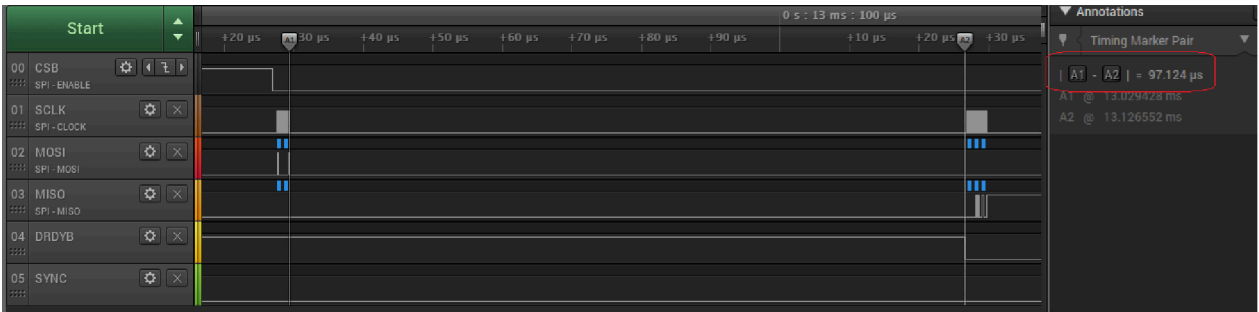 Start
0 s : 13 ms : 100 µs
+20 µs
A1
+30 µs
+40 µs
+50 µs
+60 µs
+70 µs
+80 µs
+90 µs
+10 µs
+20 µs
A2
+30 µs
00 CSB
SPI - ENABLE
01 SCLK
SPI - CLOCK
02 MOSI
SPI - MOSI
03 MISO
SPI - MISO
04 DRDYB
05 SYNC
Annotations
Timing Marker Pair
| A1 - A2 | = 97.124 µs
A1 @ 13.029428 ms
A2 @ 13.126552 ms